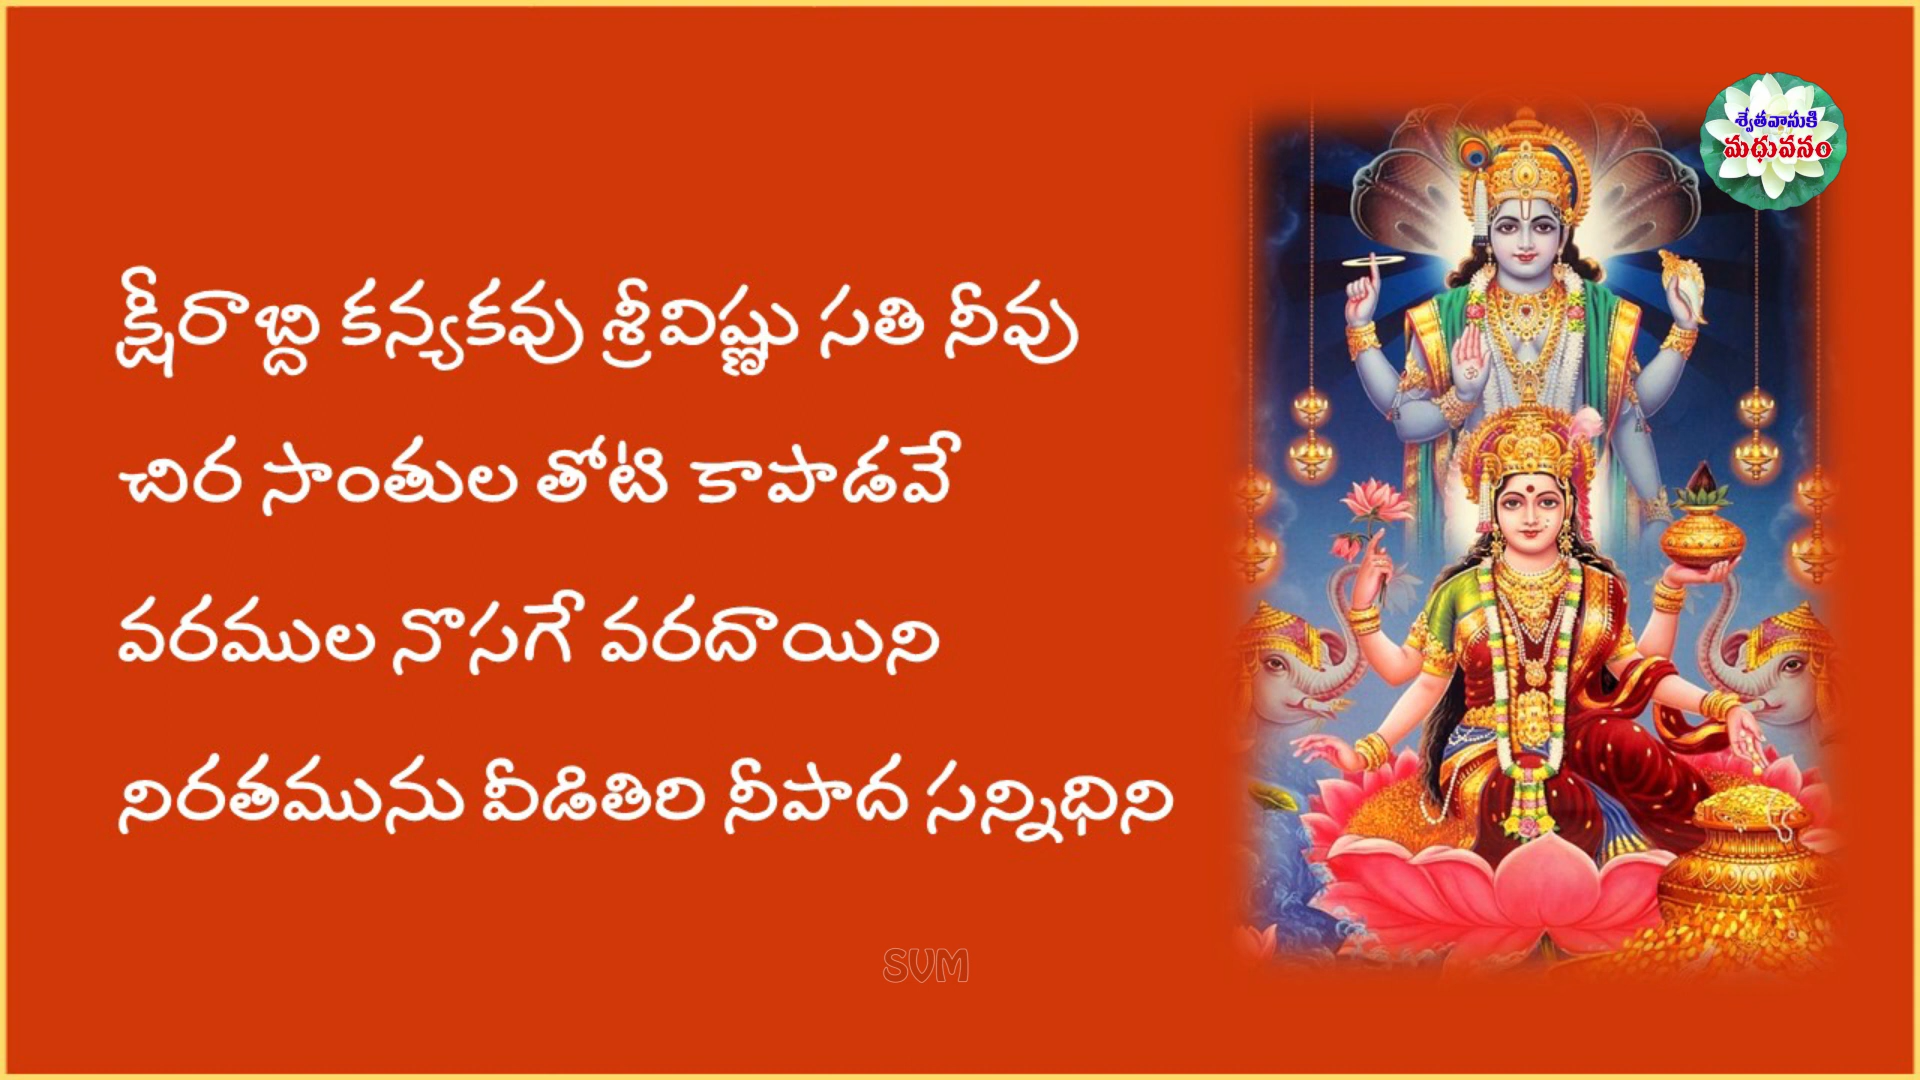 శ్వేతవాసుకి
మధువనం
క్షీరాబ్ది కన్యకవు శ్రీవిష్ణు సతి నీవు
చిర సాంతుల తోటి కాపాడవే
వరముల నొసగే వరదాయిని
నిరతమును వీడితిరి నీపాద సన్నిధిని
SVM